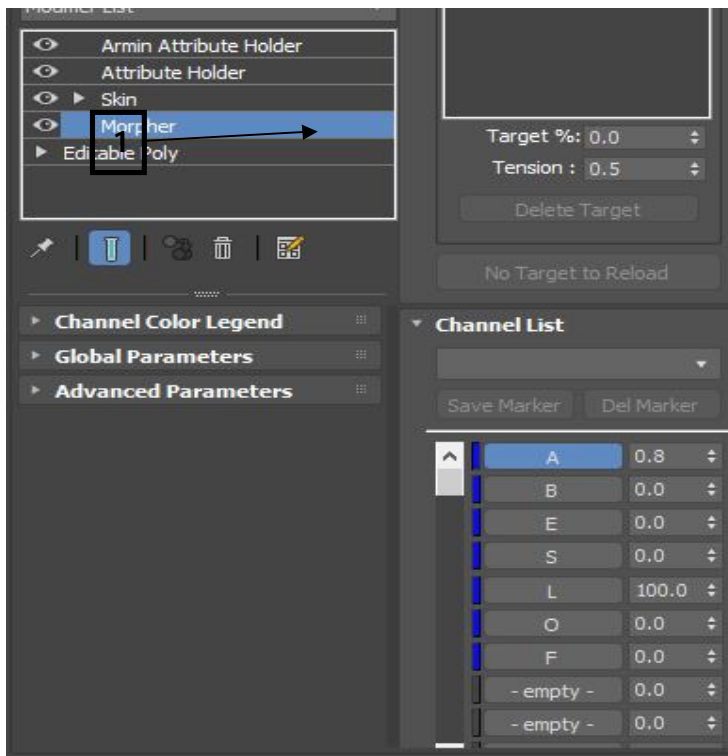 Modifier List
Armin Attribute Holder
Attribute Holder
Skin
Morpher
1
Editable Poly
Channel Color Legend
Global Parameters
Advanced Parameters
Target %: 0.0
Tension : 0.5
Delete Target
No Target to Reload
Channel List
Save Marker Del Marker
A 0.8
B 0.0
E 0.0
S 0.0
L 100.0
O 0.0
F 0.0
- empty - 0.0
- empty - 0.0